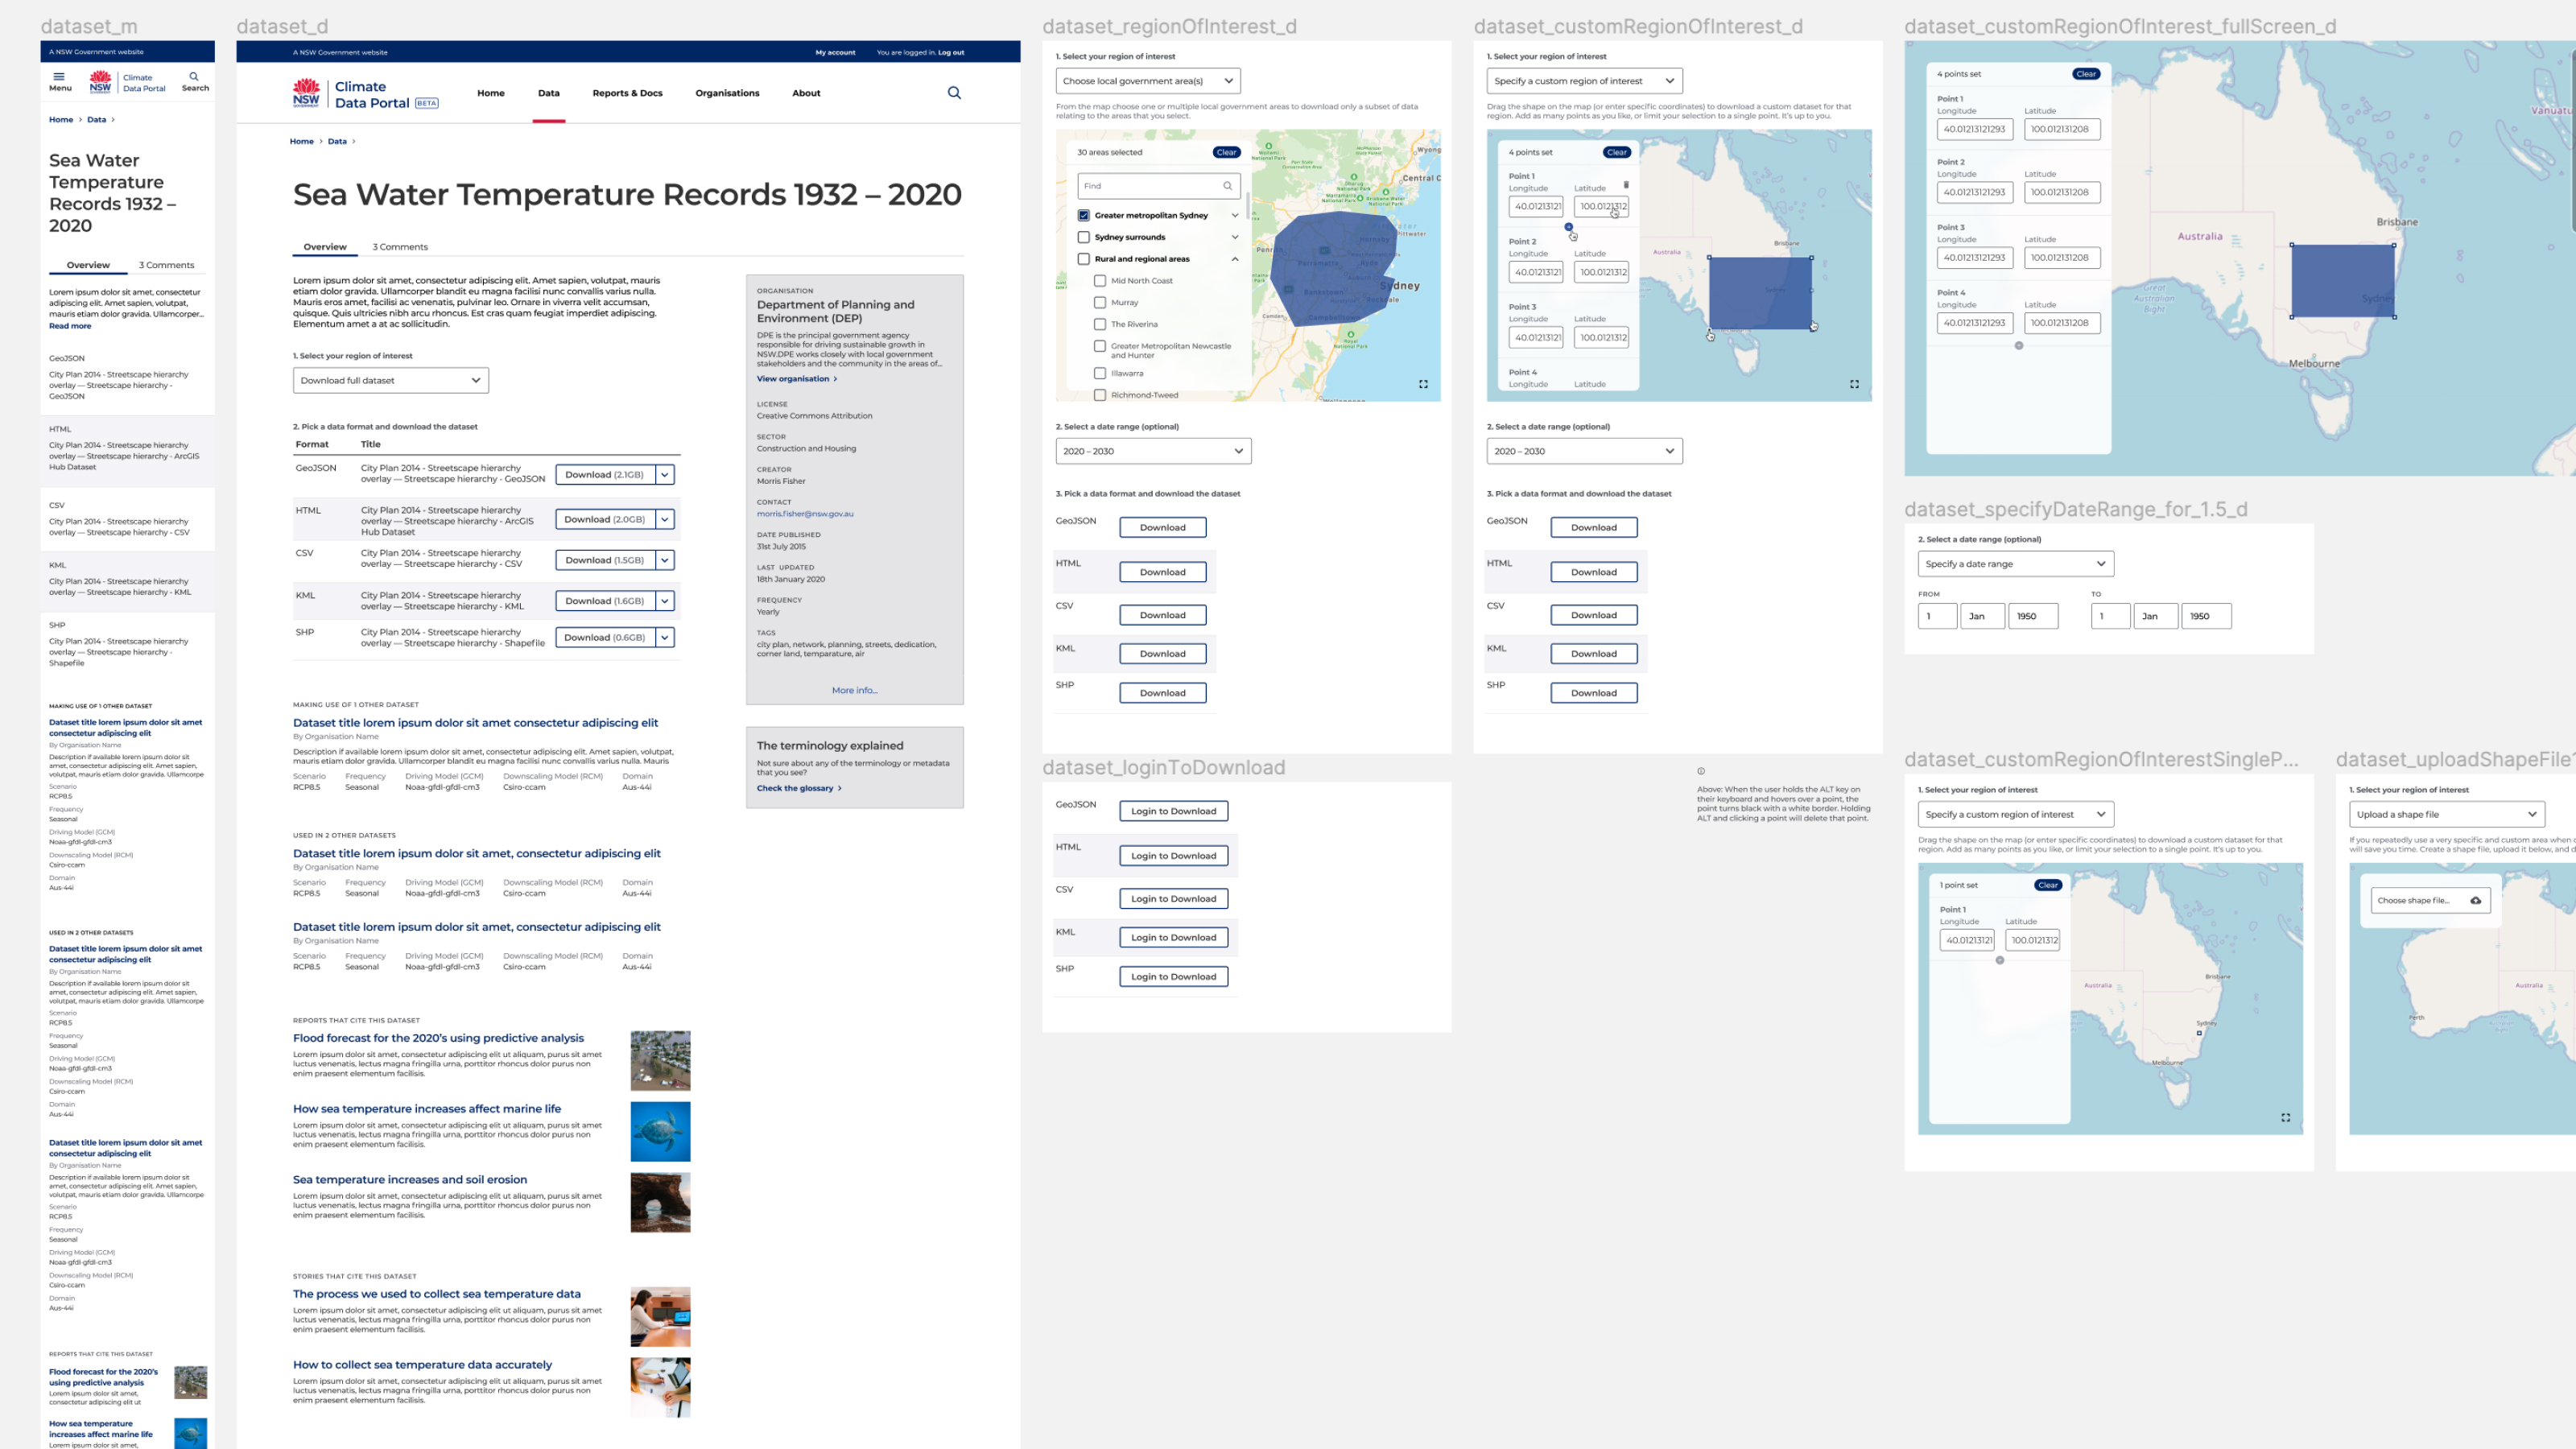 dataset_m
A NSW Government website
Menu
NSW
Climate
Data Portal
Search
Home > Data >
Sea Water
Temperature
Records 1932 –
2020
Overview
3 Comments
Lorem ipsum dolor sit amet, consectetur
adipiscing elit. Amet sapien, volutpat,
mauris etiam dolor gravida. Ullamcorper...
Read more
GeoJSON
City Plan 2014 - Streetscape hierarchy
overlay — Streetscape hierarchy -
GeoJSON
HTML
City Plan 2014 - Streetscape hierarchy
overlay — Streetscape hierarchy - ArcGIS
Hub Dataset
CSV
City Plan 2014 - Streetscape hierarchy
overlay — Streetscape hierarchy - CSV
KML
City Plan 2014 - Streetscape hierarchy
overlay — Streetscape hierarchy - KML
SHP
City Plan 2014 - Streetscape hierarchy
overlay — Streetscape hierarchy -
Shapefile
MAKING USE OF 1 OTHER DATASET
Dataset title lorem ipsum dolor sit amet
consectetur adipiscing elit
By Organisation Name
Description if available lorem ipsum dolor sit
amet, consectetur adipiscing elit. Amet sapien,
volutpat, mauris etiam dolor gravida. Ullamcorpe
Scenario
RCP8.5
Frequency
Seasonal
Driving Model (GCM)
Noaa-gfdl-gfdl-cm3
Downscaling Model (RCM)
Csiro-ccam
Domain
Aus-44i
USED IN 2 OTHER DATASETS
Dataset title lorem ipsum dolor sit amet
consectetur adipiscing elit
By Organisation Name
Description if available lorem ipsum dolor sit
amet, consectetur adipiscing elit. Amet sapien,
volutpat, mauris etiam dolor gravida. Ullamcorpe
Scenario
RCP8.5
Frequency
Seasonal
Driving Model (GCM)
Noaa-gfdl-gfdl-cm3
Downscaling Model (RCM)
Csiro-ccam
Domain
Aus-44i
Dataset title lorem ipsum dolor sit amet
consectetur adipiscing elit
By Organisation Name
Description if available lorem ipsum dolor sit
amet, consectetur adipiscing elit. Amet sapien,
volutpat, mauris etiam dolor gravida. Ullamcorpe
Scenario
RCP8.5
Frequency
Seasonal
Driving Model (GCM)
Noaa-gfdl-gfdl-cm3
Downscaling Model (RCM)
Csiro-ccam
Domain
Aus-44i
REPORTS THAT CITE THIS DATASET
Flood forecast for the 2020's
using predictive analysis
Lorem ipsum dolor sit amet,
consectetur adipiscing elit ut
How sea temperature
increases affect marine life
Lorem ipsum dolor sit amet,
dataset_d
A NSW Government website
My account
You are logged in. Log out
NSW
Climate
Data Portal BETA
Home
Data
Reports & Docs
Organisations
About
Home > Data >
Sea Water Temperature Records 1932 – 2020
Overview
3 Comments
Lorem ipsum dolor sit amet, consectetur adipiscing elit. Amet sapien, volutpat, mauris
etiam dolor gravida. Ullamcorper blandit eu magna facilisi nunc convallis varius nulla.
Mauris eros amet, facilisi ac venenatis, pulvinar leo. Ornare in viverra velit accumsan,
quisque. Quis ultricies nibh arcu rhoncus. Est cras quam feugiat imperdiet adipiscing.
Elementum amet a at ac sollicitudin.
1. Select your region of interest
Download full dataset
2. Pick a data format and download the dataset
Format
Title
GeoJSON
City Plan 2014 - Streetscape hierarchy
overlay — Streetscape hierarchy - GeoJSON
Download (2.1GB)
HTML
City Plan 2014 - Streetscape hierarchy
overlay — Streetscape hierarchy - ArcGIS
Hub Dataset
Download (2.0GB)
CSV
City Plan 2014 - Streetscape hierarchy
overlay — Streetscape hierarchy - CSV
Download (1.5GB)
KML
City Plan 2014 - Streetscape hierarchy
overlay — Streetscape hierarchy - KML
Download (1.6GB)
SHP
City Plan 2014 - Streetscape hierarchy
overlay — Streetscape hierarchy - Shapefile
Download (0.6GB)
MAKING USE OF 1 OTHER DATASET
Dataset title lorem ipsum dolor sit amet consectetur adipiscing elit
By Organisation Name
Description if available lorem ipsum dolor sit amet, consectetur adipiscing elit. Amet sapien, volutpat,
mauris etiam dolor gravida. Ullamcorper blandit eu magna facilisi nunc convallis varius nulla. Mauris
Scenario Frequency Driving Model (GCM) Downscaling Model (RCM) Domain
RCP8.5 Seasonal Noaa-gfdl-gfdl-cm3 Csiro-ccam Aus-44i
USED IN 2 OTHER DATASETS
Dataset title lorem ipsum dolor sit amet, consectetur adipiscing elit
By Organisation Name
Scenario Frequency Driving Model (GCM) Downscaling Model (RCM) Domain
RCP8.5 Seasonal Noaa-gfdl-gfdl-cm3 Csiro-ccam Aus-44i
Dataset title lorem ipsum dolor sit amet, consectetur adipiscing elit
By Organisation Name
Scenario Frequency Driving Model (GCM) Downscaling Model (RCM) Domain
RCP8.5 Seasonal Noaa-gfdl-gfdl-cm3 Csiro-ccam Aus-44i
REPORTS THAT CITE THIS DATASET
Flood forecast for the 2020's using predictive analysis
Lorem ipsum dolor sit amet, consectetur adipiscing elit ut aliquam, purus sit amet
luctus venenatis, lectus magna fringilla urna, porttitor rhoncus dolor purus non
enim praesent elementum facilisis.
How sea temperature increases affect marine life
Lorem ipsum dolor sit amet, consectetur adipiscing elit ut aliquam, purus sit amet
luctus venenatis, lectus magna fringilla urna, porttitor rhoncus dolor purus non
enim praesent elementum facilisis.
Sea temperature increases and soil erosion
Lorem ipsum dolor sit amet, consectetur adipiscing elit ut aliquam, purus sit amet
luctus venenatis, lectus magna fringilla urna, porttitor rhoncus dolor purus non
enim praesent elementum facilisis.
STORIES THAT CITE THIS DATASET
The process we used to collect sea temperature data
Lorem ipsum dolor sit amet, consectetur adipiscing elit ut aliquam, purus sit amet
luctus venenatis, lectus magna fringilla urna, porttitor rhoncus dolor purus non
enim praesent elementum facilisis.
How to collect sea temperature data accurately
Lorem ipsum dolor sit amet, consectetur adipiscing elit ut aliquam, purus sit amet
luctus venenatis, lectus magna fringilla urna, porttitor rhoncus dolor purus non
enim praesent elementum facilisis.
ORGANISATION
Department of Planning and
Environment (DEP)
DPE is the principal government agency
responsible for driving sustainable growth in
NSW.DPE works closely with local government
stakeholders and the community in the areas of...
View organisation >
LICENSE
Creative Commons Attribution
SECTOR
Construction and Housing
CREATOR
Morris Fisher
CONTACT
morris.fisher@nsw.gov.au
DATE PUBLISHED
31st July 2015
LAST UPDATED
18th January 2020
FREQUENCY
Yearly
TAGS
city plan, network, planning, streets, dedication,
corner land, temparature, air
More info...
The terminology explained
Not sure about any of the terminology or metadata
that you see?
Check the glossary >
dataset_regionOfInterest_d
1. Select your region of interest
Choose local government area(s)
From the map choose one or multiple local government areas to download only a subset of data
relating to the areas that you select.
30 areas selected
Clear
Find
Greater metropolitan Sydney
Sydney surrounds
Rural and regional areas
Mid North Coast
Murray
The Riverina
Greater Metropolitan Newcastle
and Hunter
Illawarra
Richmond-Tweed
Wyong
Central C
Sydney
Camden
2. Select a date range (optional)
2020 – 2030
3. Pick a data format and download the dataset
GeoJSON
Download
HTML
Download
CSV
Download
KML
Download
SHP
Download
dataset_loginToDownload
GeoJSON
Login to Download
HTML
Login to Download
CSV
Login to Download
KML
Login to Download
SHP
Login to Download
dataset_customRegionOfInterest_d
1. Select your region of interest
Specify a custom region of interest
Drag the shape on the map (or enter specific coordinates) to download a custom dataset for that
region. Add as many points as you like, or limit your selection to a single point. It's up to you.
4 points set
Clear
Point 1
Longitude Latitude
40.01213121 100.0121312
Point 2
Longitude Latitude
40.01213121 100.0121312
Point 3
Longitude Latitude
40.01213121 100.0121312
Point 4
Longitude Latitude
Australia
Brisbane
2. Select a date range (optional)
2020 – 2030
3. Pick a data format and download the dataset
GeoJSON
Download
HTML
Download
CSV
Download
KML
Download
SHP
Download
Above: When the user holds the ALT key on
their keyboard and hovers over a point, the
point turns black with a white border. Holding
ALT and clicking a point will delete that point.
dataset_customRegionOfInterest_fullScreen_d
4 points set
Clear
Point 1
Longitude Latitude
40.01213121293 100.012131208
Point 2
Longitude Latitude
40.01213121293 100.012131208
Point 3
Longitude Latitude
40.01213121293 100.012131208
Point 4
Longitude Latitude
40.01213121293 100.012131208
Vanuatu
Brisbane
Australia
Great
Australian
Bight
Sydney
Melbourne
dataset_specifyDateRange_for_1.5_d
2. Select a date range (optional)
Specify a date range
FROM
1 Jan 1950
TO
1 Jan 1950
dataset_customRegionOfInterestSingleP...
1. Select your region of interest
Specify a custom region of interest
Drag the shape on the map (or enter specific coordinates) to download a custom dataset for that
region. Add as many points as you like, or limit your selection to a single point. It's up to you.
1 point set
Clear
Point 1
Longitude Latitude
40.01213121 100.0121312
Brisbane
Australia
Sydney
Melbourne
dataset_uploadShapeFile
1. Select your region of interest
Upload a shape file
If you repeatedly use a very specific and custom area when
will save you time. Create a shape file, upload it below, and
Choose shape file...
Australia
Perth